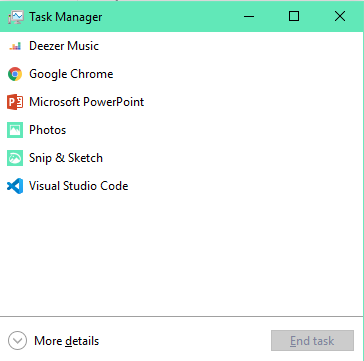 Task Manager
Deezer Music
Google Chrome
Microsoft PowerPoint
Photos
Snip & Sketch
Visual Studio Code
More details
End task